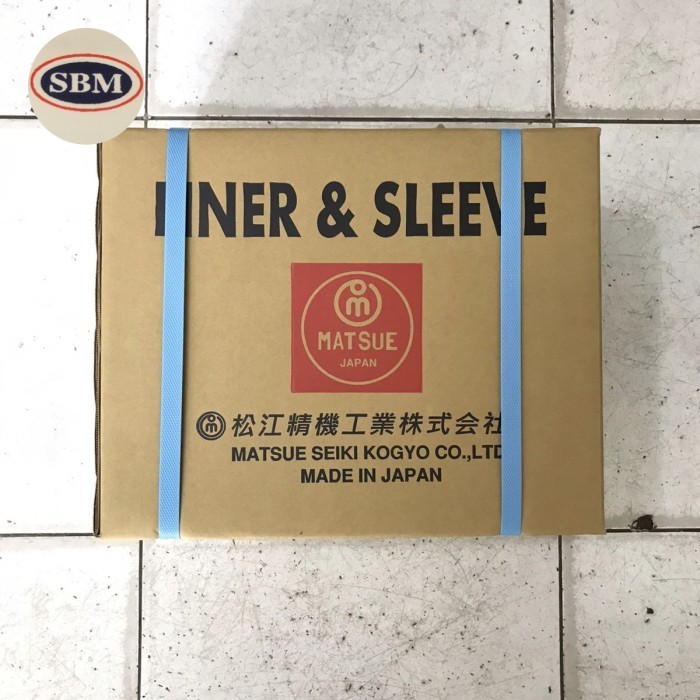 SBM
LINER & SLEEVE
MATSUE
JAPAN
松江精機工業株式会社
MATSUE SEIKI KOGYO CO.,LTD
MADE IN JAPAN